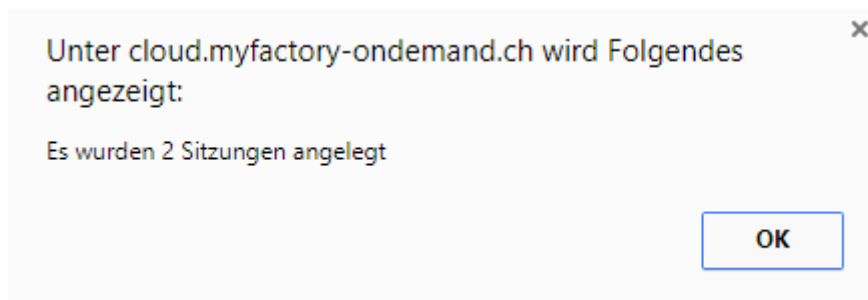 Unter cloud.myfactory-ondemand.ch wird Folgendes
angezeigt:
Es wurden 2 Sitzungen angelegt
OK